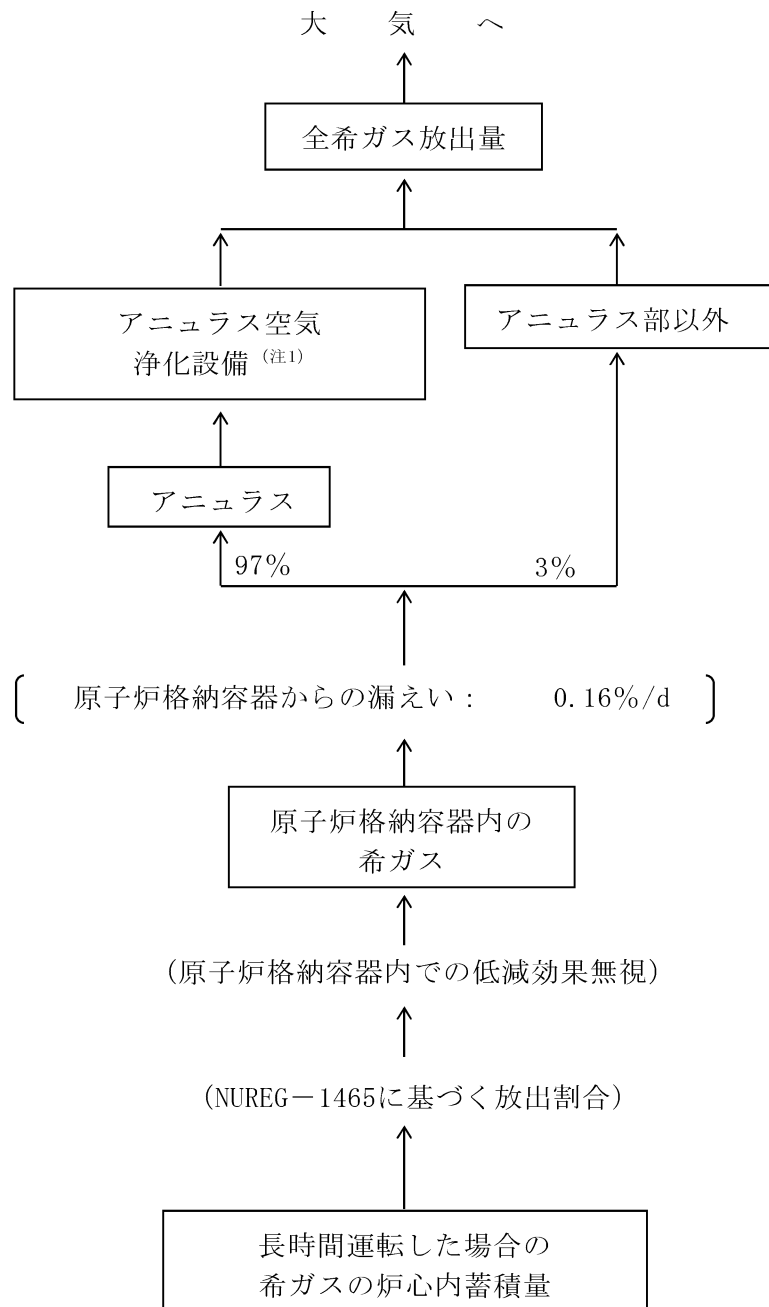 大　気　へ
全希ガス放出量
アニュラス空気
浄化設備（注1）
アニュラス部以外
アニュラス
97%
3%
原子炉格納容器からの漏えい：　0.16%/d
原子炉格納容器内の
希ガス
(原子炉格納容器内での低減効果無視)
(NUREG－1465に基づく放出割合)
長時間運転した場合の
希ガスの炉心内蓄積量